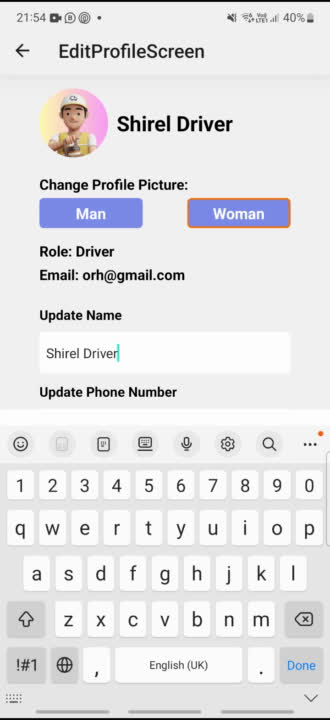 21:54 40%
EditProfileScreen
Shirel Driver
Change Profile Picture:
Man Woman
Role: Driver
Email: orh@gmail.com
Update Name
Shirel Driver
Update Phone Number
1 2 3 4 5 6 7 8 9 0
q w e r t y u i o p
a s d f g h j k l
z x c v b n m
!#1 , English (UK) . Done